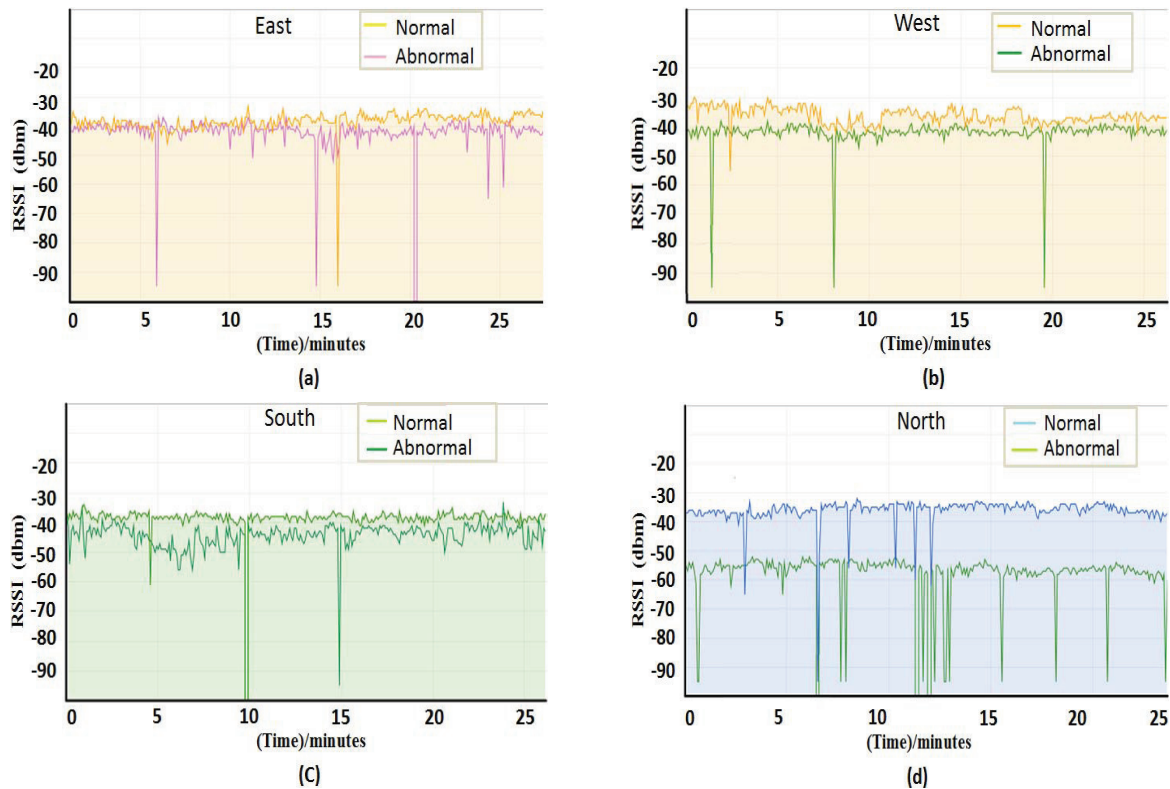 East
Normal
Abnormal
-20
-30
-40
-50
-60
-70
-80
-90
RSSI (dbm)
0 5 10 15 20 25
(Time)/minutes
(a)
West
Normal
Abnormal
-20
-30
-40
-50
-60
-70
-80
-90
RSSI (dbm)
0 5 10 15 20 25
(Time)/minutes
(b)
South
Normal
Abnormal
-20
-30
-40
-50
-60
-70
-80
-90
RSSI (dbm)
0 5 10 15 20 25
(Time)/minutes
(C)
North
Normal
Abnormal
-20
-30
-40
-50
-60
-70
-80
-90
RSSI (dbm)
0 5 10 15 20 25
(Time)/minutes
(d)